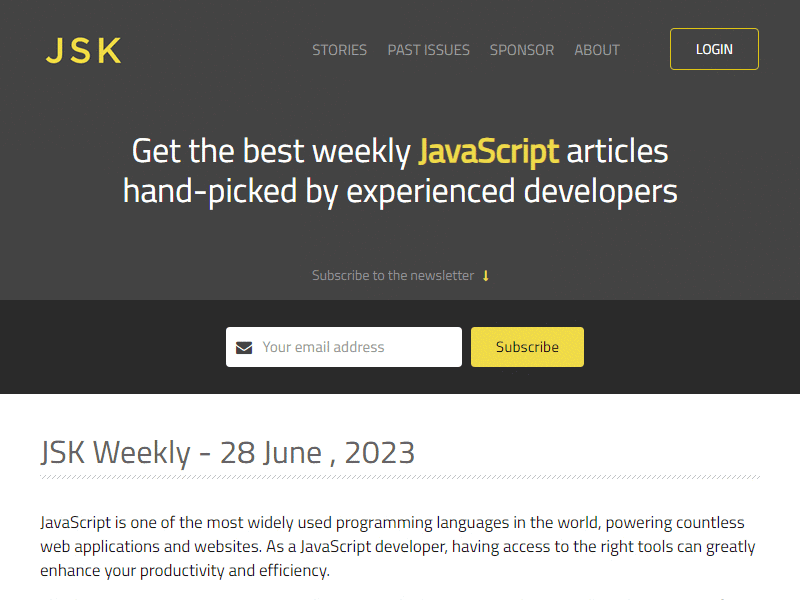 JSK
STORIES PAST ISSUES SPONSOR ABOUT LOGIN
Get the best weekly JavaScript articles
hand-picked by experienced developers
Subscribe to the newsletter
Your email address Subscribe
JSK Weekly - 28 June , 2023
JavaScript is one of the most widely used programming languages in the world, powering countless
web applications and websites. As a JavaScript developer, having access to the right tools can greatly
enhance your productivity and efficiency.